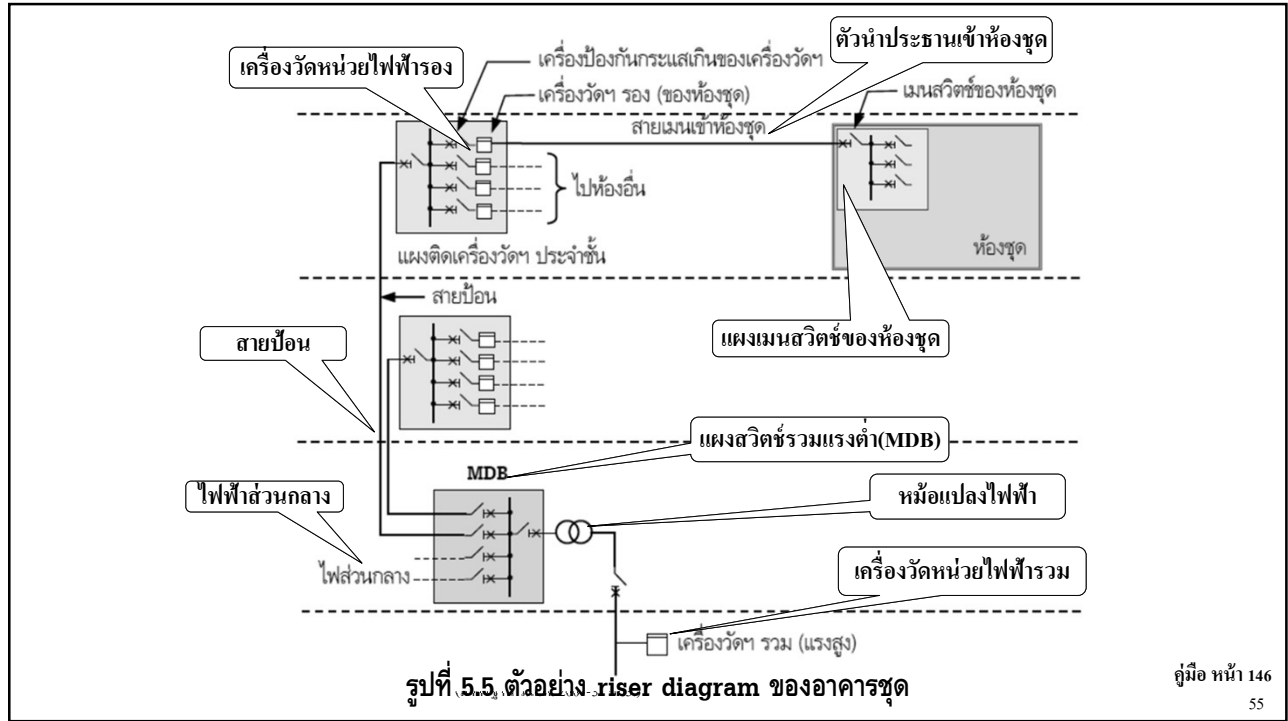 ตัวนำประธานเข้าห้องชุด
เครื่องวัดหน่วยไฟฟ้ารอง
เครื่องป้องกันกระแสเกินของเครื่องวัดฯ
เครื่องวัดฯ รอง (ของห้องชุด)
เมนสวิตช์ของห้องชุด
สายเมนเข้าห้องชุด
ไปห้องอื่น
แผงติดเครื่องวัดฯ ประจำชั้น
ห้องชุด
สายป้อน
สายป้อน
แผงเมนสวิตช์ของห้องชุด
แผงสวิตช์รวมแรงต่ำ(MDB)
MDB
ไฟฟ้าส่วนกลาง
หม้อแปลงไฟฟ้า
ไฟส่วนกลาง
เครื่องวัดหน่วยไฟฟ้ารวม
เครื่องวัดฯ รวม (แรงสูง)
รูปที่ 5.5 ตัวอย่าง riser diagram ของอาคารชุด
คู่มือ หน้า 146
55